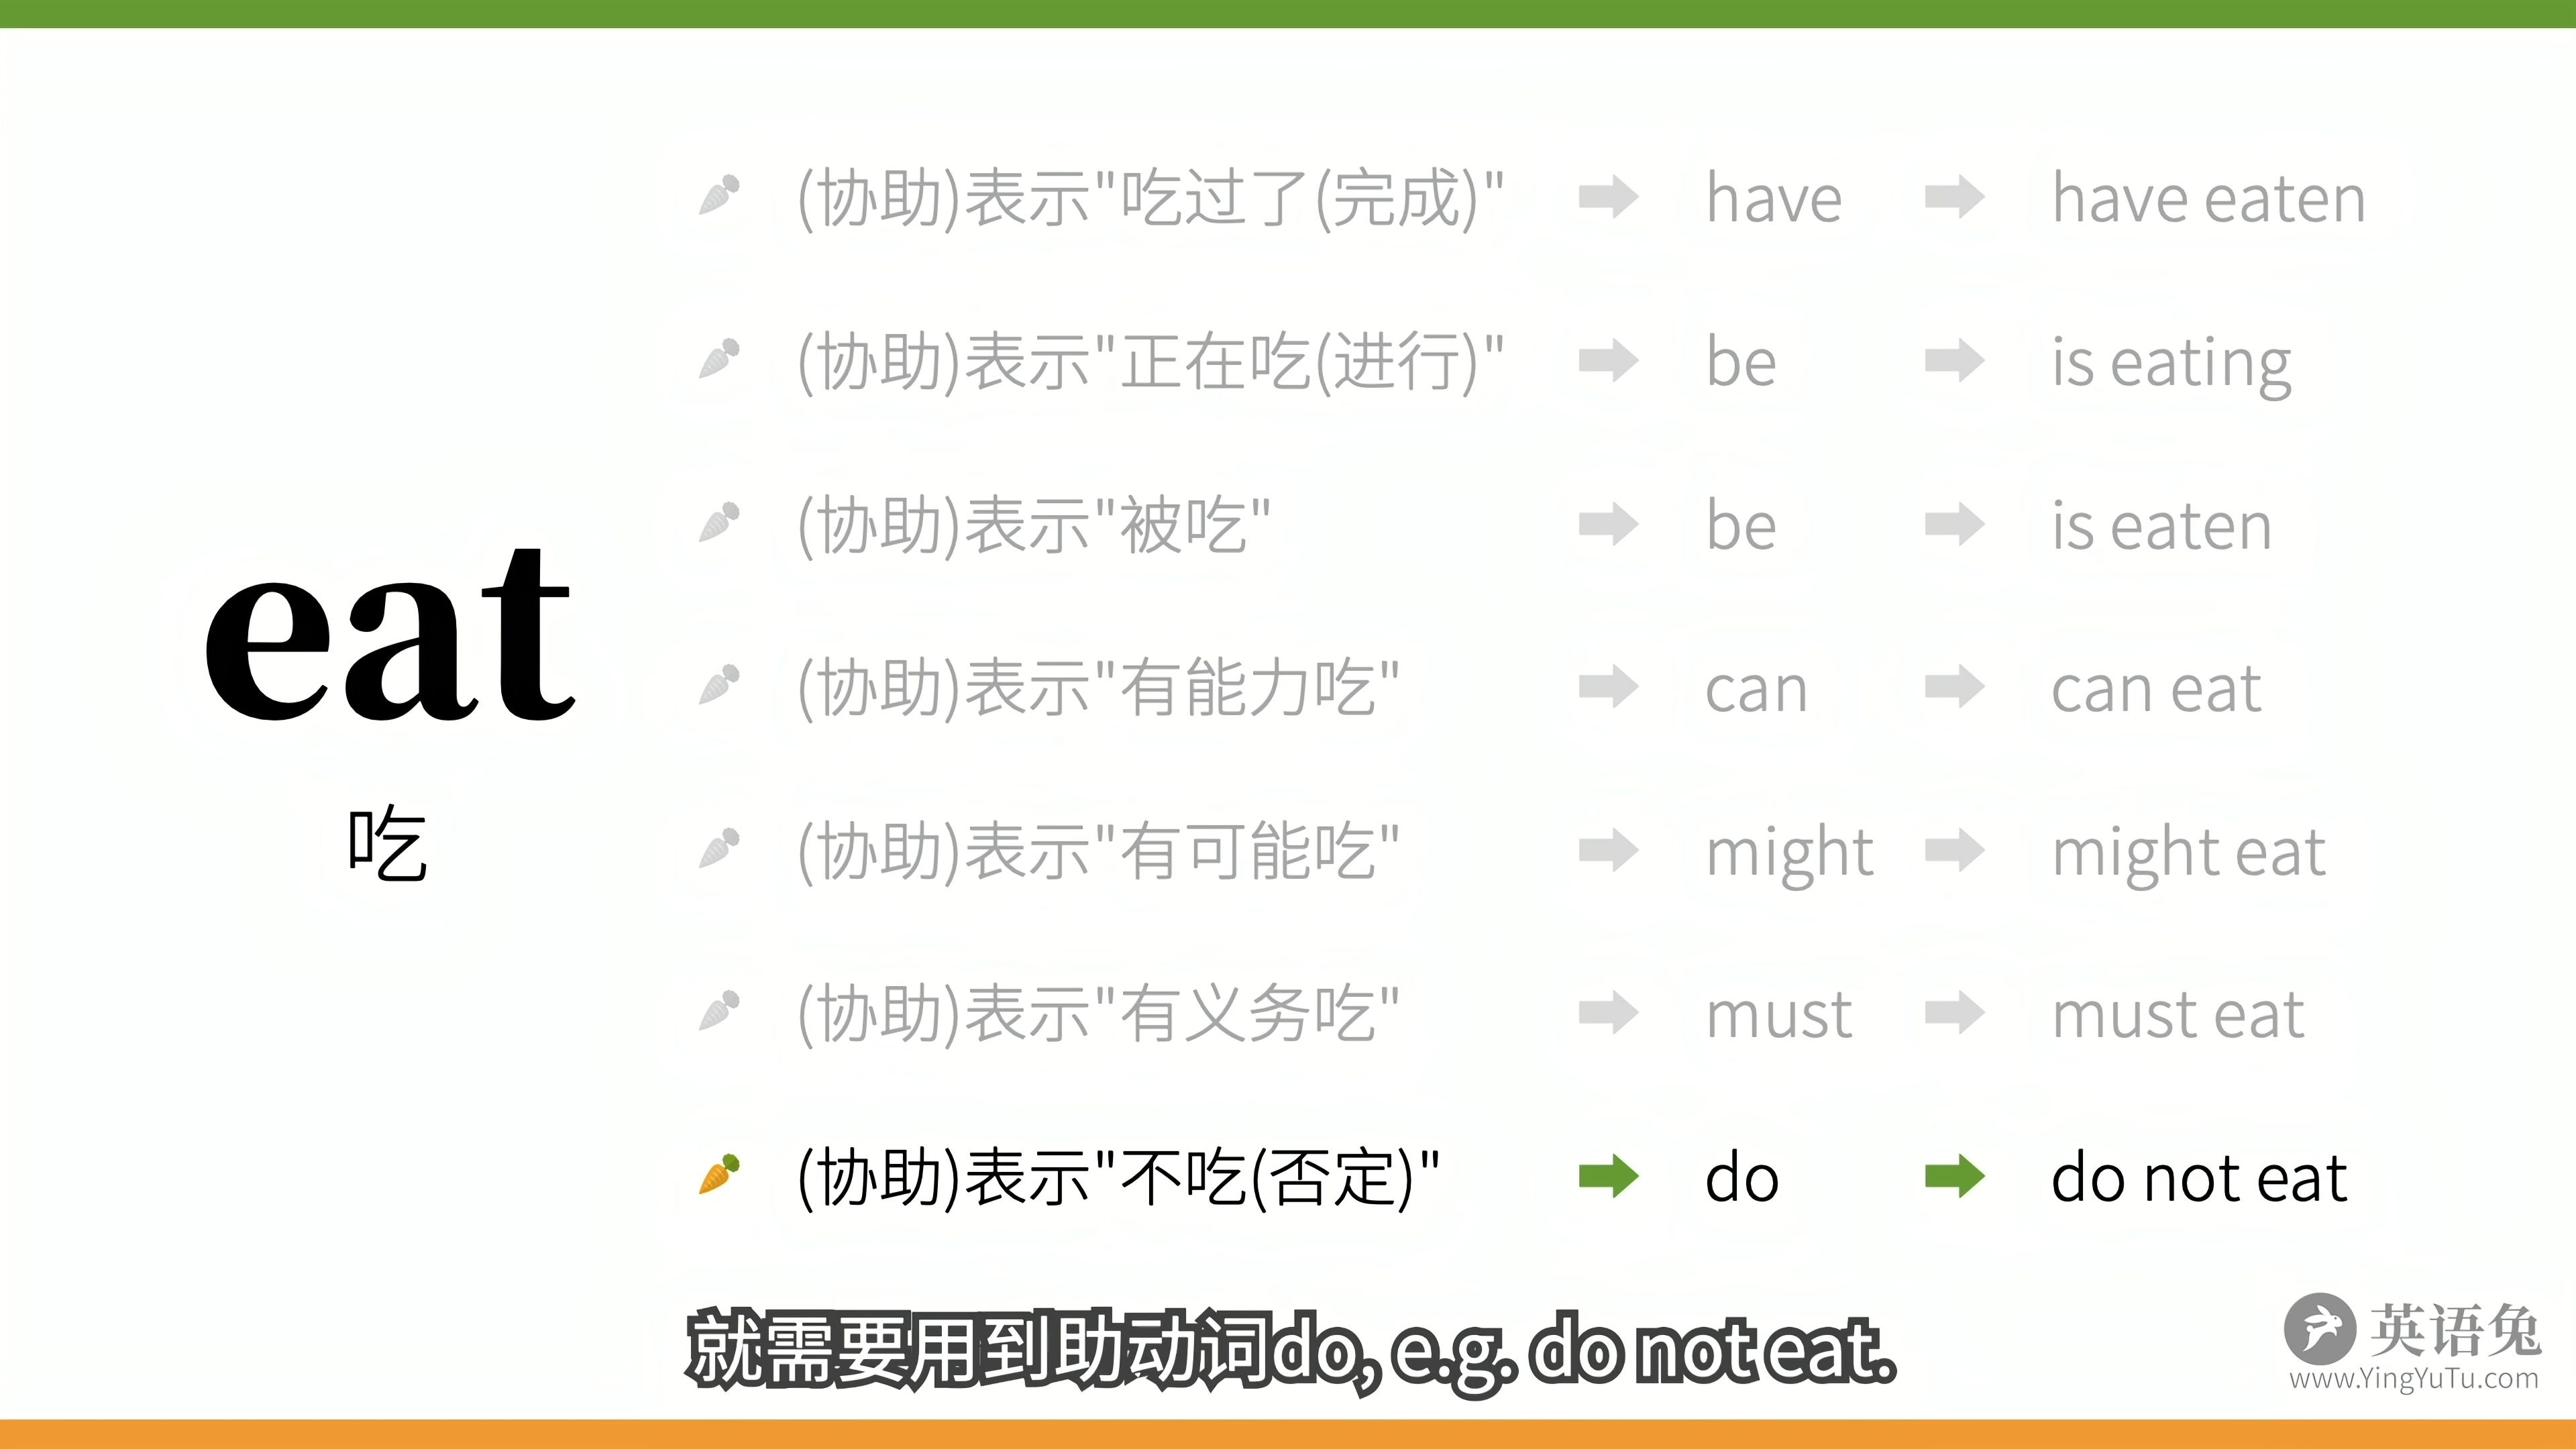 (协助)表示"吃过了(完成)" have have eaten
(协助)表示"正在吃(进行)" be is eating
(协助)表示"被吃" be is eaten
eat
吃
(协助)表示"有能力吃" can can eat
(协助)表示"有可能吃" might might eat
(协助)表示"有义务吃" must must eat
(协助)表示"不吃(否定)" do do not eat
就需要用到助动词do, e.g. do not eat.
英语兔
www.YingYuTu.com